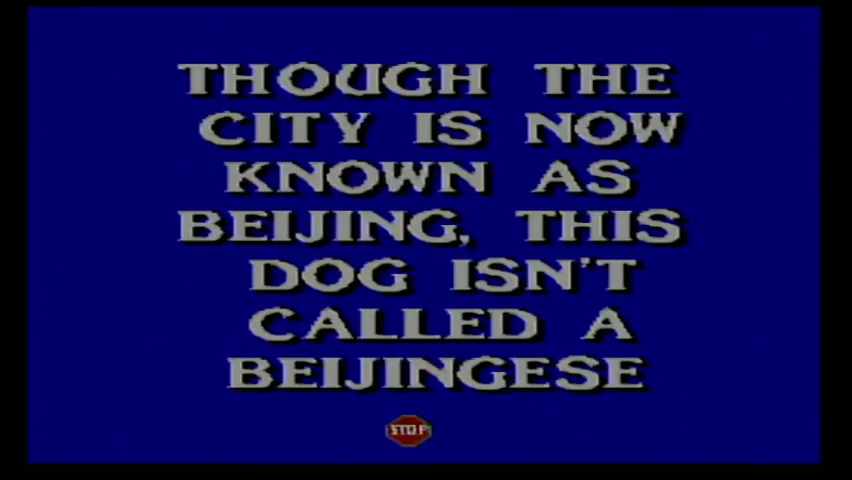 THOUGH THE
CITY IS NOW
KNOWN AS
BEIJING, THIS
DOG ISN'T
CALLED A
BEIJINGESE
STOP